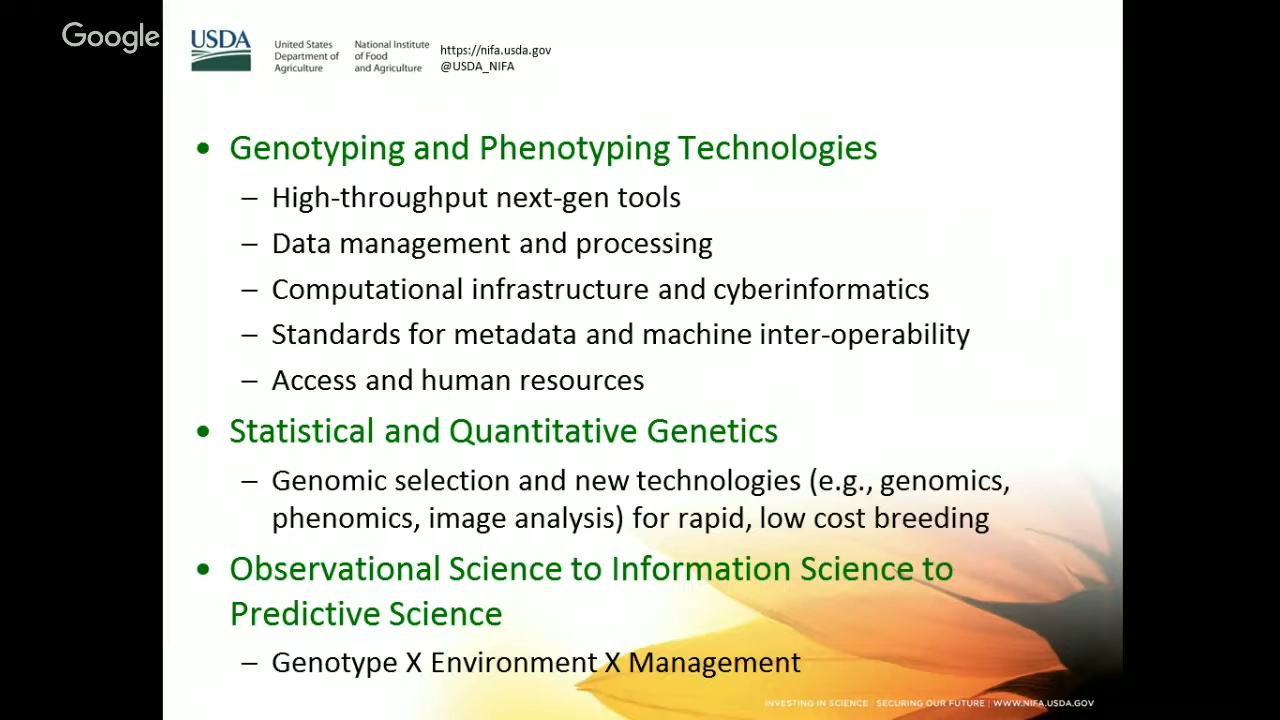 Google
USDA
United States
Department of
Agriculture
National Institute
of Food
and Agriculture
https://nifa.usda.gov
@USDA_NIFA
• Genotyping and Phenotyping Technologies
– High-throughput next-gen tools
– Data management and processing
– Computational infrastructure and cyberinformatics
– Standards for metadata and machine inter-operability
– Access and human resources
• Statistical and Quantitative Genetics
– Genomic selection and new technologies (e.g., genomics,
phenomics, image analysis) for rapid, low cost breeding
• Observational Science to Information Science to
Predictive Science
– Genotype X Environment X Management
INVESTING IN SCIENCE | SECURING OUR FUTURE | WWW.NIFA.USDA.GOV